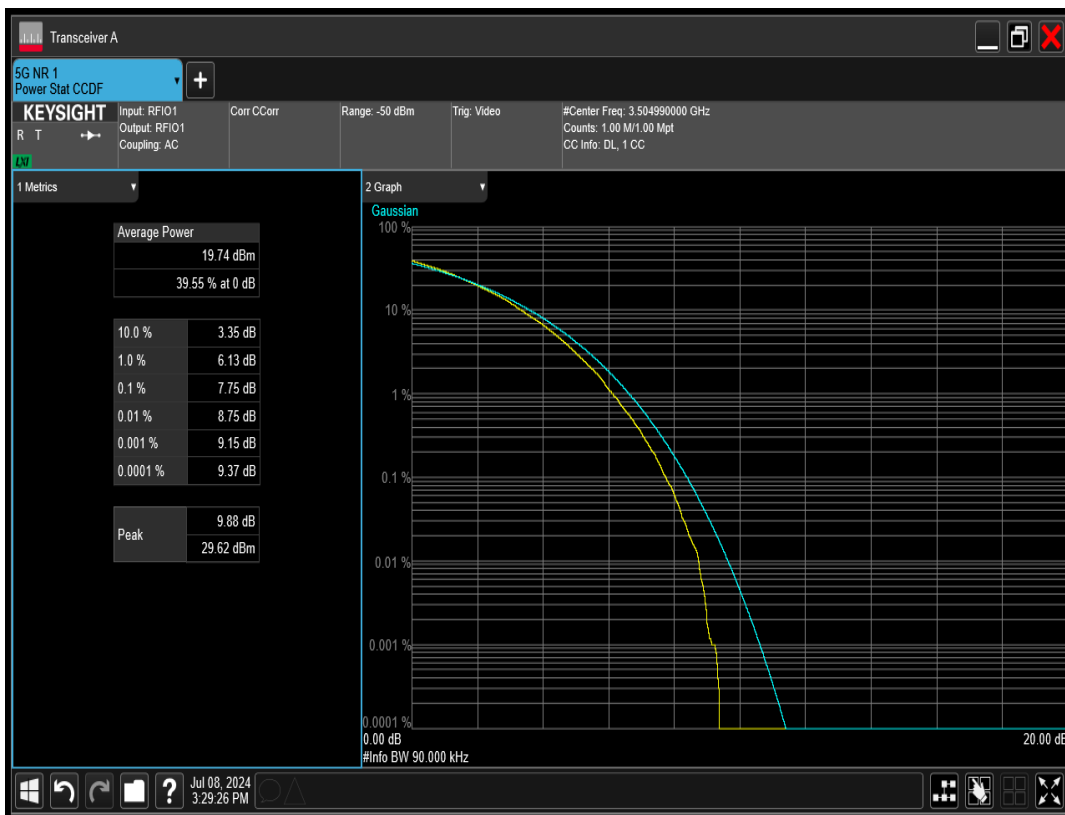 Transceiver A
5G NR 1
Power Stat CCDF
+
KEYSIGHT
R T
LXI
Input: RFIO1
Output: RFIO1
Coupling: AC
Corr CCorr
Range: -50 dBm
Trig: Video
#Center Freq: 3.504990000 GHz
Counts: 1.00 M/1.00 Mpt
CC Info: DL, 1 CC
1 Metrics
Average Power
19.74 dBm
39.55 % at 0 dB
10.0 % 3.35 dB
1.0 % 6.13 dB
0.1 % 7.75 dB
0.01 % 8.75 dB
0.001 % 9.15 dB
0.0001 % 9.37 dB
Peak
9.88 dB
29.62 dBm
2 Graph
Gaussian
100 %
10 %
1 %
0.1 %
0.01 %
0.001 %
0.0001 %
0.00 dB
20.00 dB
#Info BW 90.000 kHz
?
Jul 08, 2024
3:29:26 PM